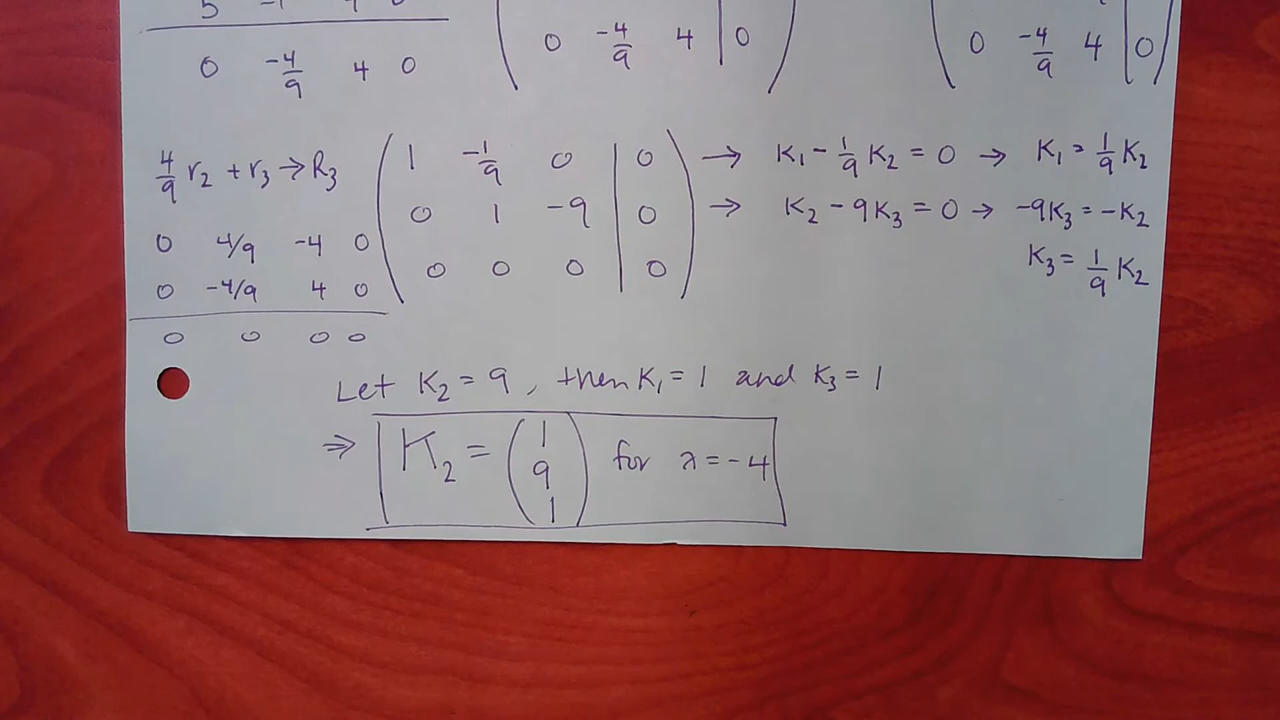 5 -1 4 0
0 -4/9 4 0
0 -4/9 4 | 0
0 -4/9 4 | 0
4/9 r₂ + r₃ → R₃
0 4/9 -4 0
0 -4/9 4 0
0 0 0 0
1 -1/9 0 | 0 → K₁ - 1/9 K₂ = 0 → K₁ = 1/9 K₂
0 1 -9 | 0 → K₂ - 9K₃ = 0 → -9K₃ = -K₂
0 0 0 | 0
K₃ = 1/9 K₂
Let K₂ = 9, then K₁ = 1 and K₃ = 1
⇒ K₂ = (1 9 1) for λ = -4